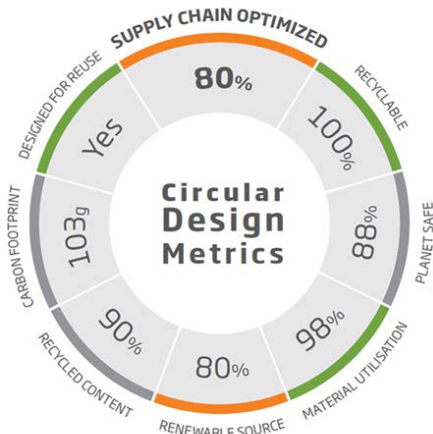 SUPPLY CHAIN OPTIMIZED
80%
RECYCLABLE
100%
PLANET SAFE
88%
MATERIAL UTILISATION
98%
RENEWABLE SOURCE
80%
RECYCLED CONTENT
90%
CARBON FOOTPRINT
103g
DESIGNED FOR REUSE
Yes
Circular
Design
Metrics